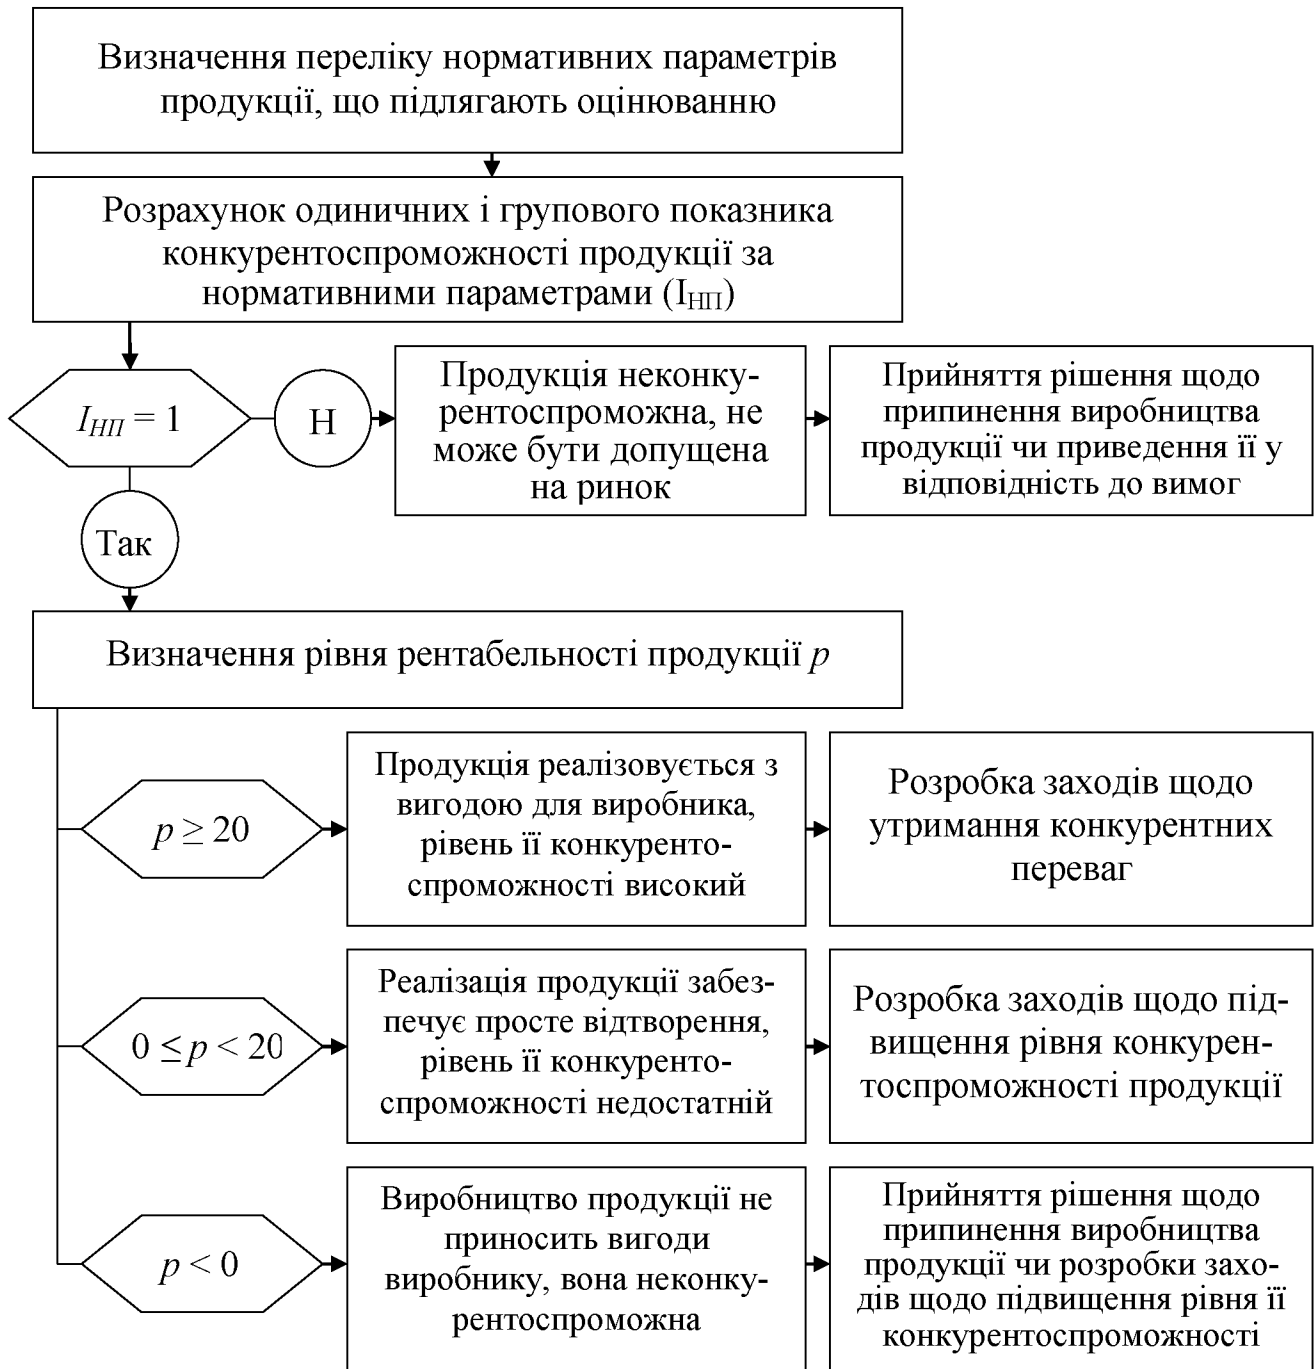 Визначення переліку нормативних параметрів
продукції, що підлягають оцінюванню
Розрахунок одиничних і групового показника
конкурентоспроможності продукції за
нормативними параметрами (ІНП)
IНП = 1
Н
Продукція неконку-
рентоспроможна, не
може бути допущена
на ринок
Прийняття рішення щодо
припинення виробництва
продукції чи приведення її у
відповідність до вимог
Так
Визначення рівня рентабельності продукції p
p ≥ 20
Продукція реалізовується з
вигодою для виробника,
рівень її конкуренто-
спроможності високий
Розробка заходів щодо
утримання конкурентних
переваг
0 ≤ p < 20
Реалізація продукції забез-
печує просте відтворення,
рівень її конкуренто-
спроможності недостатній
Розробка заходів щодо під-
вищення рівня конкурен-
тоспроможності продукції
p < 0
Виробництво продукції не
приносить вигоди
виробнику, вона неконку-
рентоспроможна
Прийняття рішення щодо
припинення виробництва
продукції чи розробки захо-
дів щодо підвищення рівня її
конкурентоспроможності